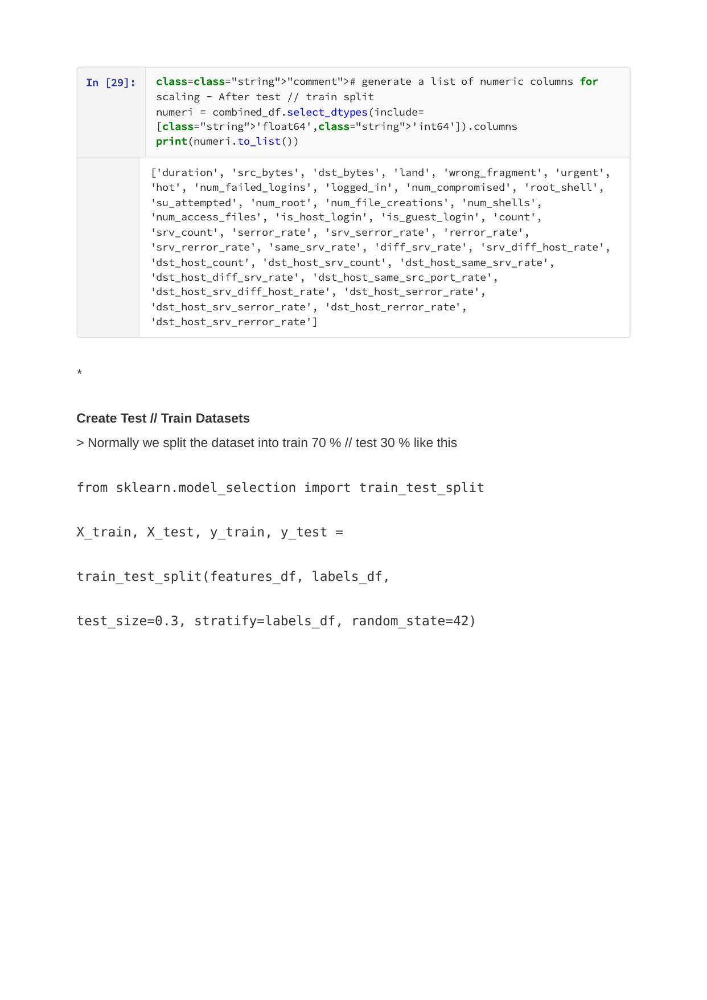 In [29]:
class=class="string">"comment"># generate a list of numeric columns for
scaling - After test // train split
numeri = combined_df.select_dtypes(include=
[class="string">'float64',class="string">'int64']).columns
print(numeri.to_list())
['duration', 'src_bytes', 'dst_bytes', 'land', 'wrong_fragment', 'urgent',
'hot', 'num_failed_logins', 'logged_in', 'num_compromised', 'root_shell',
'su_attempted', 'num_root', 'num_file_creations', 'num_shells',
'num_access_files', 'is_host_login', 'is_guest_login', 'count',
'srv_count', 'serror_rate', 'srv_serror_rate', 'rerror_rate',
'srv_rerror_rate', 'same_srv_rate', 'diff_srv_rate', 'srv_diff_host_rate',
'dst_host_count', 'dst_host_srv_count', 'dst_host_same_srv_rate',
'dst_host_diff_srv_rate', 'dst_host_same_src_port_rate',
'dst_host_srv_diff_host_rate', 'dst_host_serror_rate',
'dst_host_srv_serror_rate', 'dst_host_rerror_rate',
'dst_host_srv_rerror_rate']
*
Create Test // Train Datasets
> Normally we split the dataset into train 70 % // test 30 % like this
from sklearn.model_selection import train_test_split
X_train, X_test, y_train, y_test =
train_test_split(features_df, labels_df,
test_size=0.3, stratify=labels_df, random_state=42)